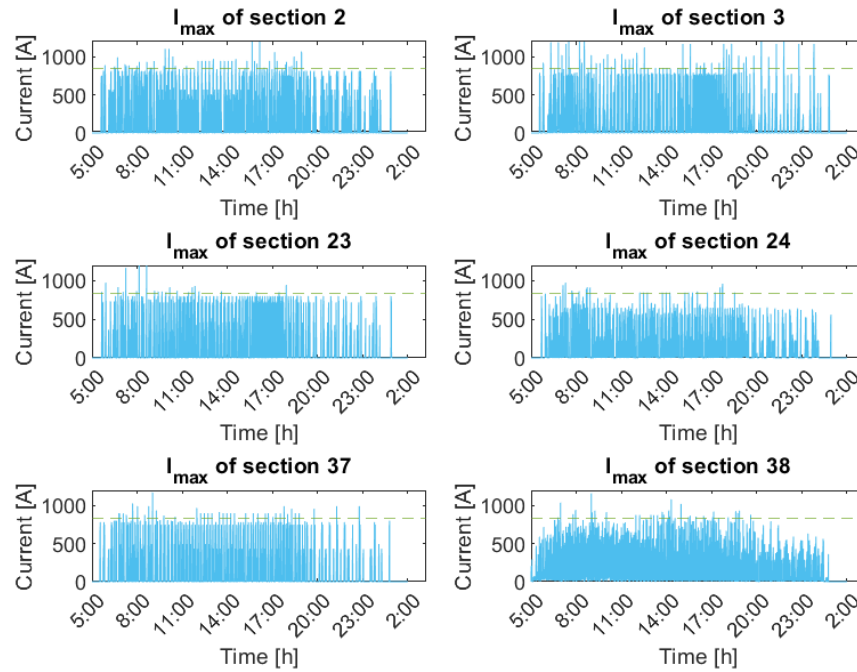 I_max of section 2
Current [A]
1000
500
0
5:00 8:00 11:00 14:00 17:00 20:00 23:00 2:00
Time [h]
I_max of section 3
Current [A]
1000
500
0
5:00 8:00 11:00 14:00 17:00 20:00 23:00 2:00
Time [h]
I_max of section 23
Current [A]
1000
500
0
5:00 8:00 11:00 14:00 17:00 20:00 23:00 2:00
Time [h]
I_max of section 24
Current [A]
1000
500
0
5:00 8:00 11:00 14:00 17:00 20:00 23:00 2:00
Time [h]
I_max of section 37
Current [A]
1000
500
0
5:00 8:00 11:00 14:00 17:00 20:00 23:00 2:00
Time [h]
I_max of section 38
Current [A]
1000
500
0
5:00 8:00 11:00 14:00 17:00 20:00 23:00 2:00
Time [h]